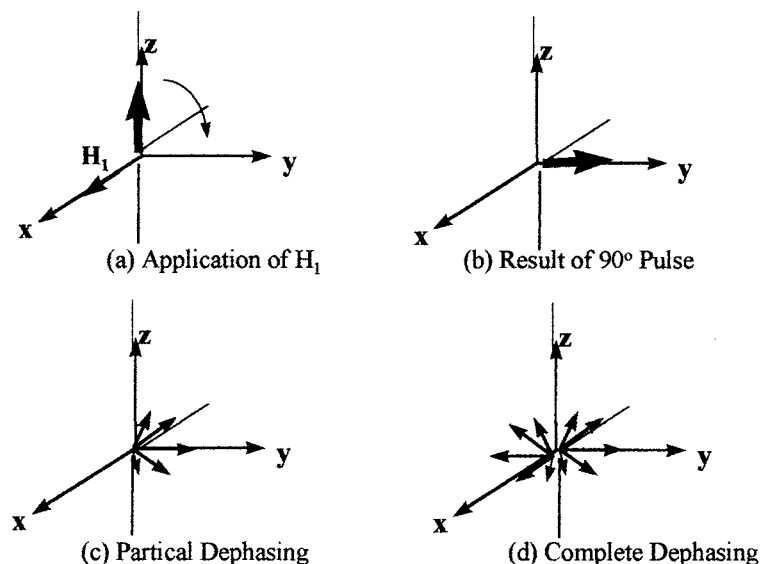 z
H₁
y
x
(a) Application of H₁
z
y
x
(b) Result of 90° Pulse
z
y
x
(c) Partical Dephasing
z
y
x
(d) Complete Dephasing